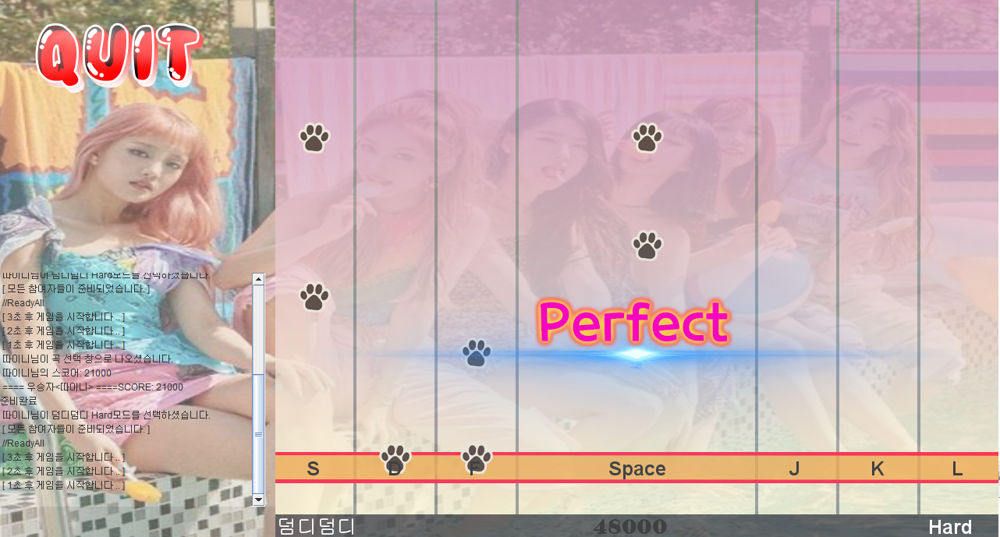 QUIT
따이니님이 덤디덤디 Hard모드를 선택하셨습니다.
[ 모든 참여자들이 준비되었습니다. ]
//ReadyAll
[ 3초 후 게임을 시작합니다 .. ]
[ 2초 후 게임을 시작합니다 .. ]
[ 1초 후 게임을 시작합니다 .. ]
따이니님이 곡 선택 창으로 나오셨습니다.
따이니님의 스코어: 21000
==== 우승자<따이니> ====SCORE: 21000
준비완료
따이니님이 덤디덤디 Hard모드를 선택하셨습니다.
[ 모든 참여자들이 준비되었습니다. ]
//ReadyAll
[ 3초 후 게임을 시작합니다 .. ]
[ 2초 후 게임을 시작합니다 .. ]
[ 1초 후 게임을 시작합니다 .. ]
Perfect
S D F Space J K L
덤디덤디 48000 Hard